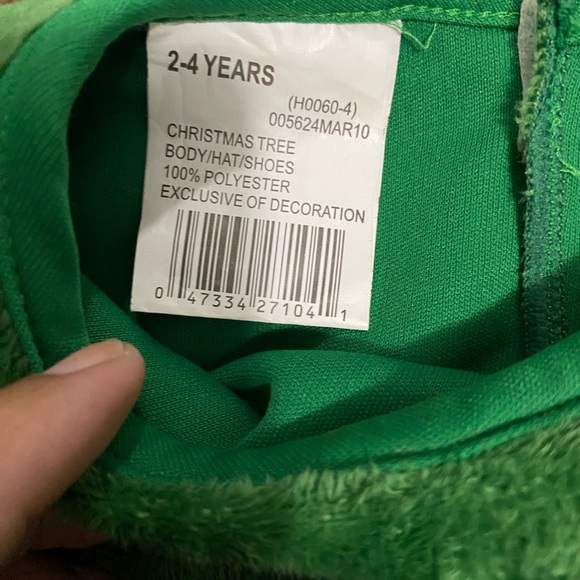 2-4 YEARS
(H0060-4)
005624MAR10
CHRISTMAS TREE
BODY/HAT/SHOES
100% POLYESTER
EXCLUSIVE OF DECORATION
0 47334 27104 1